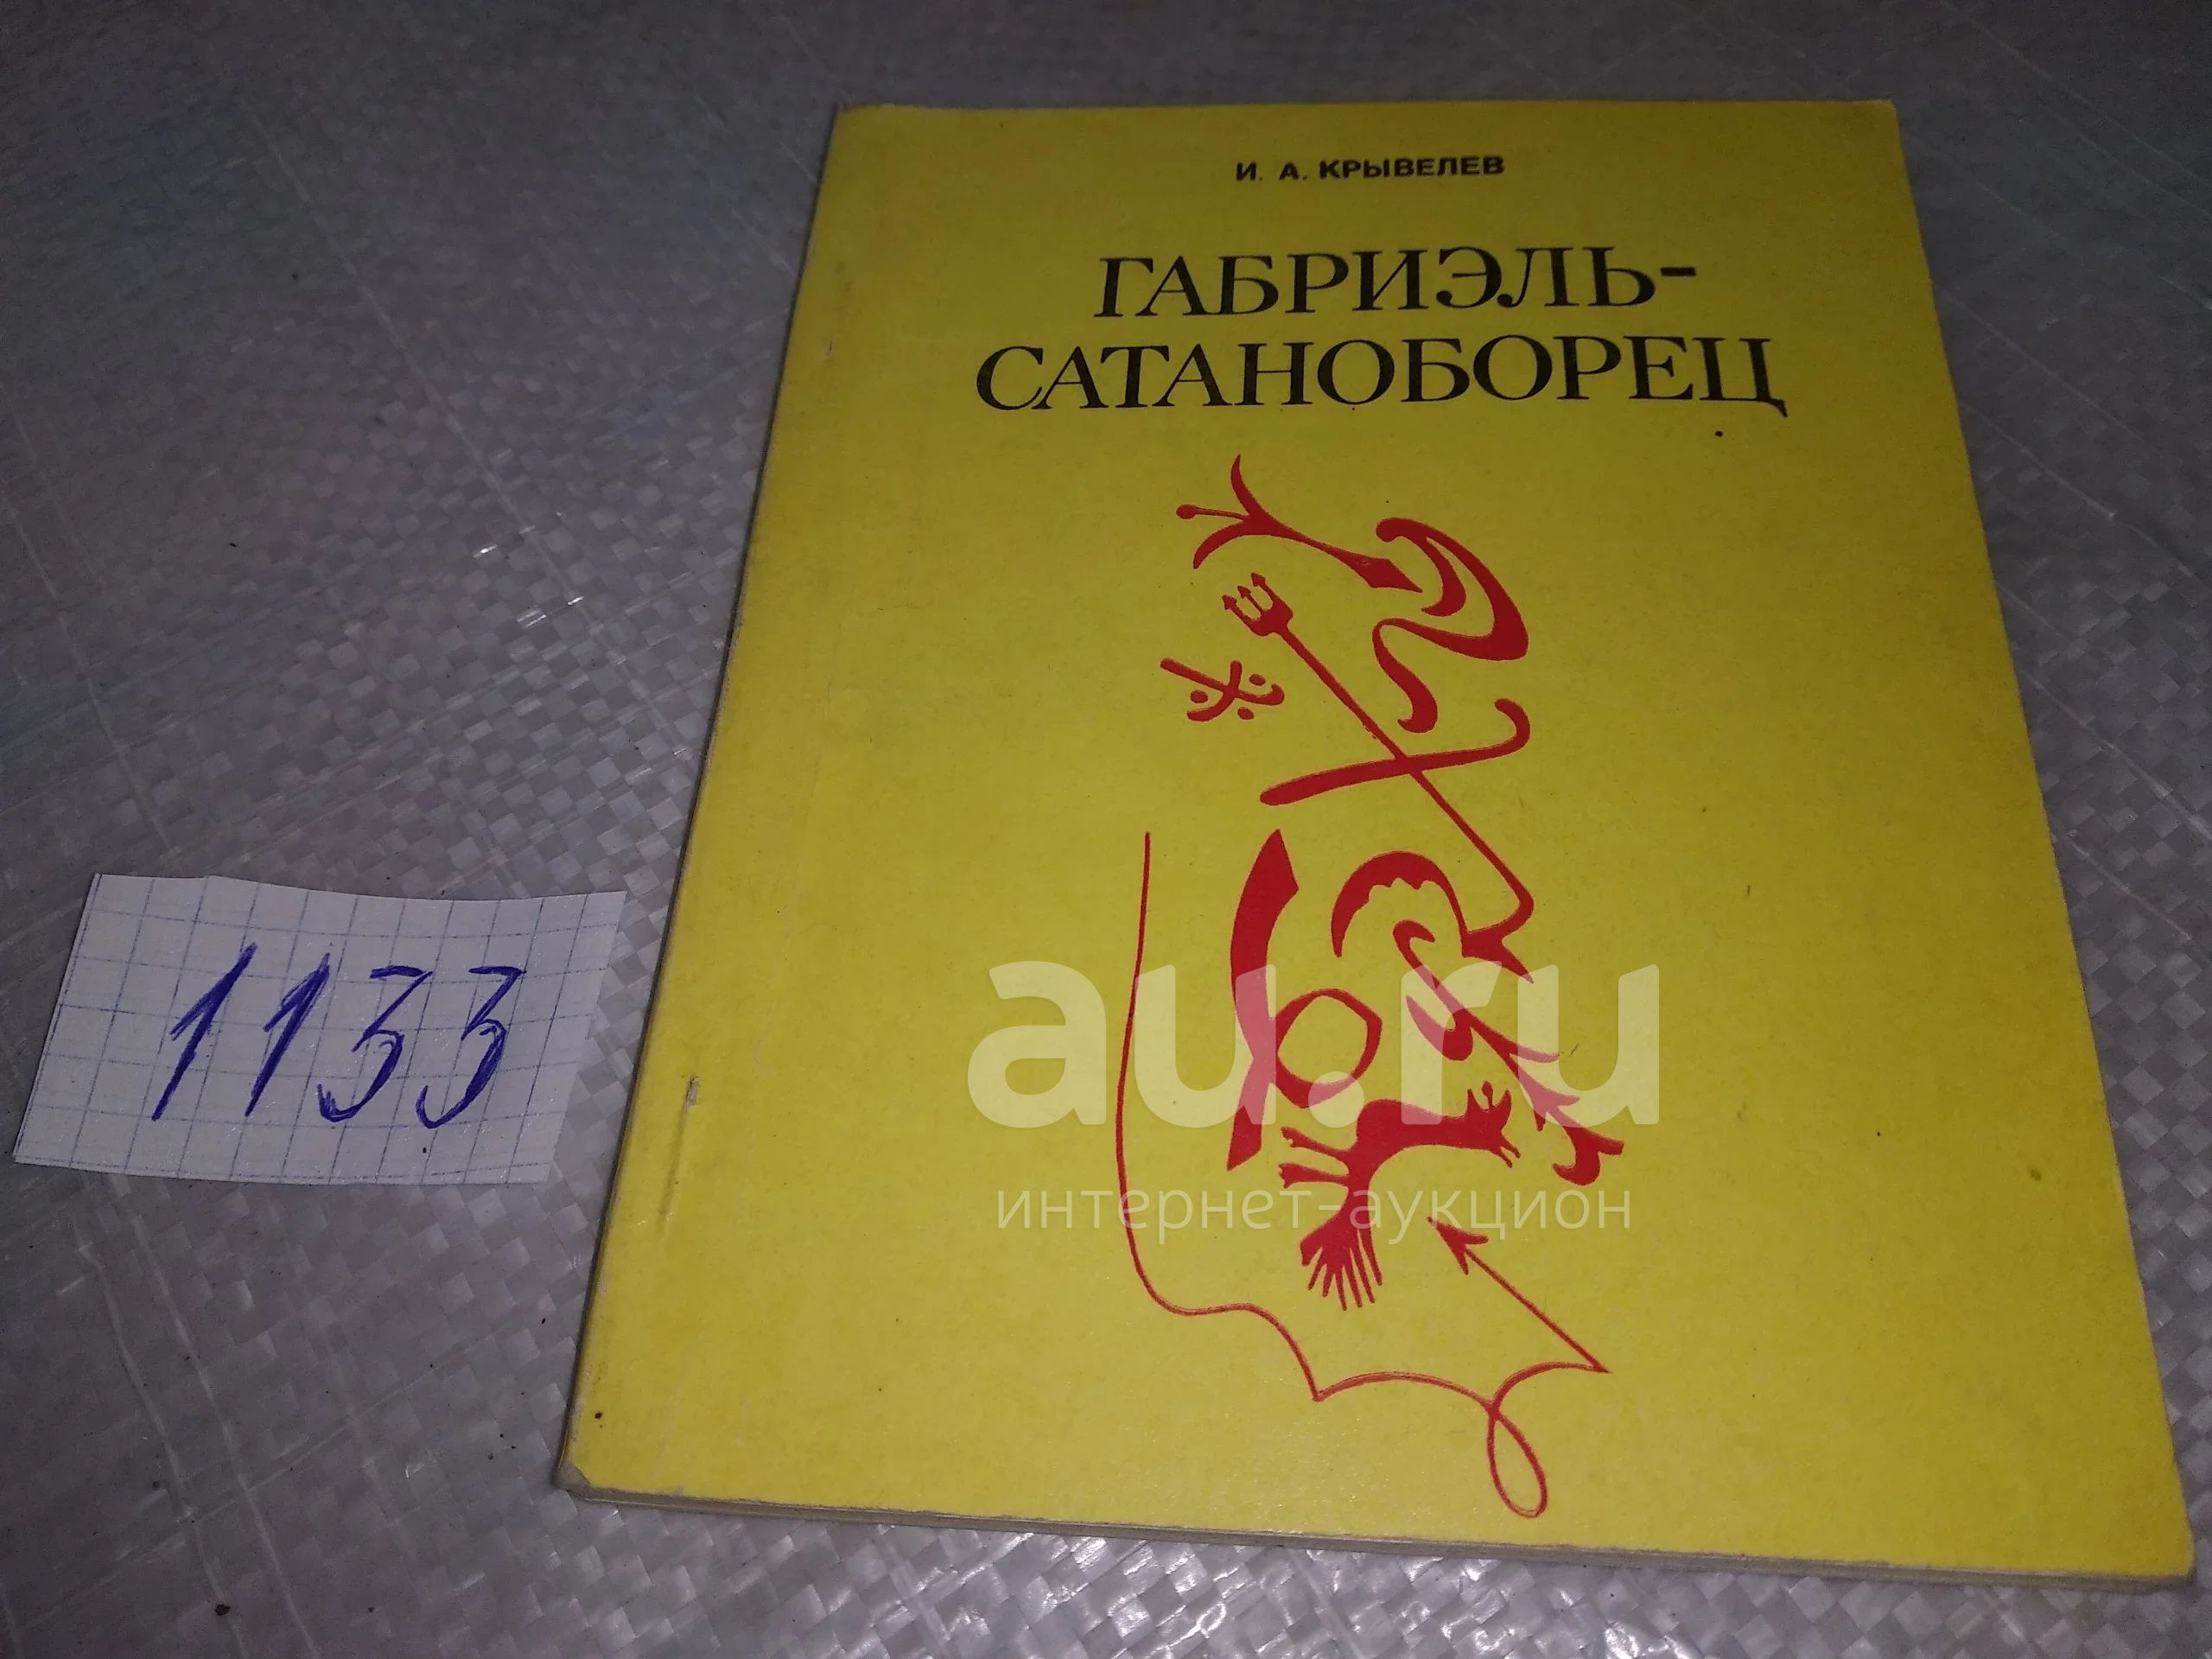 И. А. КРЫВЕЛЕВ
ГАБРИЭЛЬ-
САТАНОБОРЕЦ
1133
au.ru
интернет-аукцион